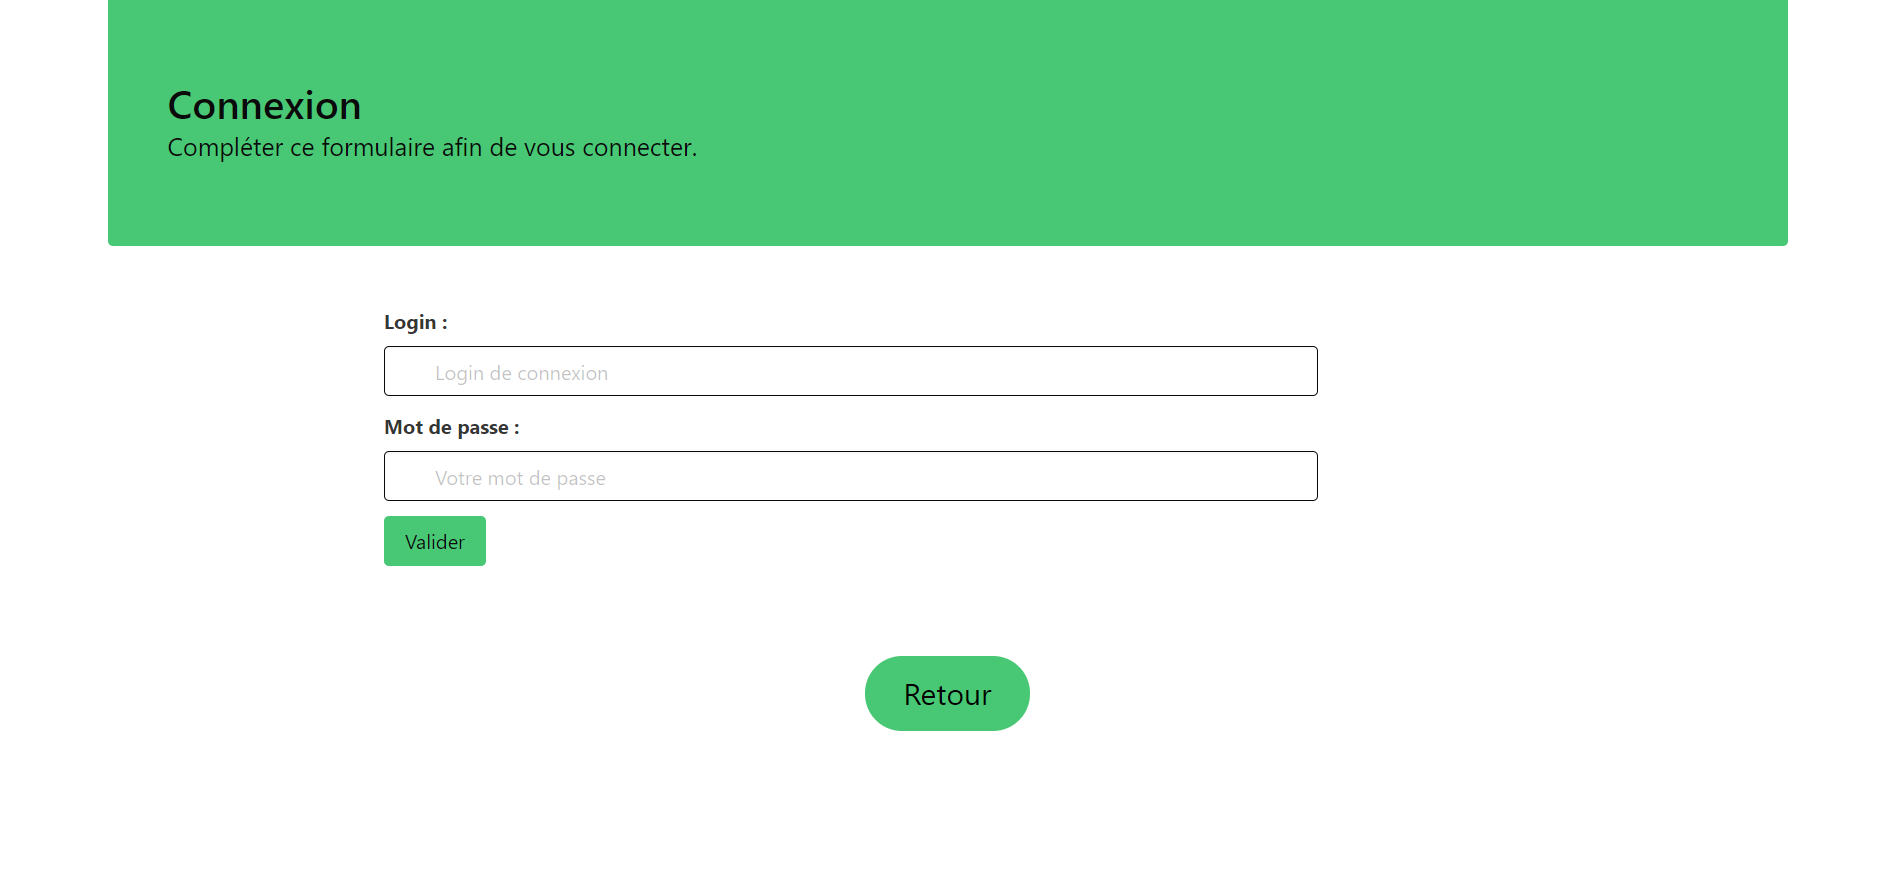 Connexion
Compléter ce formulaire afin de vous connecter.
Login :
Login de connexion
Mot de passe :
Votre mot de passe
Valider
Retour